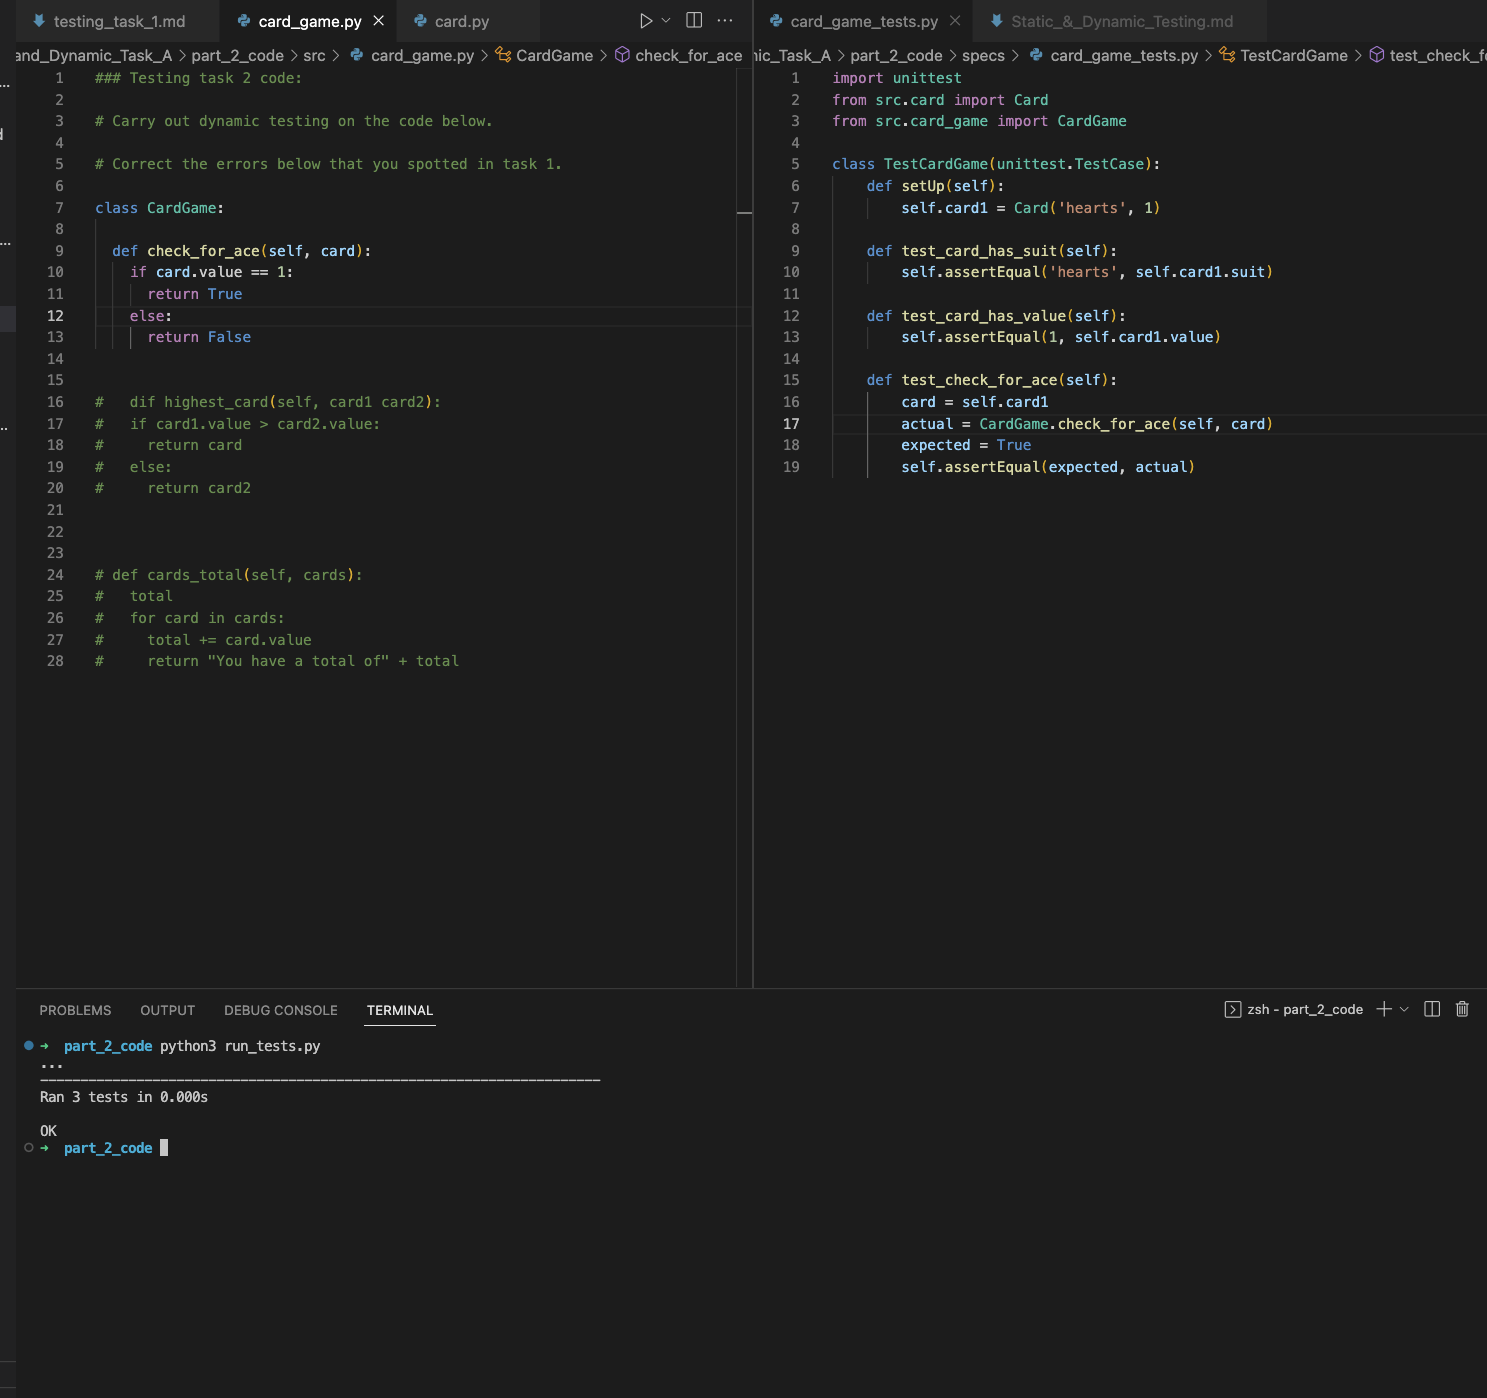 testing_task_1.md
card_game.py
card.py
and_Dynamic_Task_A > part_2_code > src > card_game.py > CardGame > check_for_ace
1 ### Testing task 2 code:
2
3 # Carry out dynamic testing on the code below.
4
5 # Correct the errors below that you spotted in task 1.
6
7 class CardGame:
8
9 def check_for_ace(self, card):
10 if card.value == 1:
11 return True
12 else:
13 return False
14
15
16 # dif highest_card(self, card1 card2):
17 # if card1.value > card2.value:
18 # return card
19 # else:
20 # return card2
21
22
23
24 # def cards_total(self, cards):
25 # total
26 # for card in cards:
27 # total += card.value
28 # return "You have a total of" + total
card_game_tests.py
Static_&_Dynamic_Testing.md
ic_Task_A > part_2_code > specs > card_game_tests.py > TestCardGame > test_check_f
1 import unittest
2 from src.card import Card
3 from src.card_game import CardGame
4
5 class TestCardGame(unittest.TestCase):
6 def setUp(self):
7 self.card1 = Card('hearts', 1)
8
9 def test_card_has_suit(self):
10 self.assertEqual('hearts', self.card1.suit)
11
12 def test_card_has_value(self):
13 self.assertEqual(1, self.card1.value)
14
15 def test_check_for_ace(self):
16 card = self.card1
17 actual = CardGame.check_for_ace(self, card)
18 expected = True
19 self.assertEqual(expected, actual)
PROBLEMS OUTPUT DEBUG CONSOLE TERMINAL
zsh - part_2_code
→ part_2_code python3 run_tests.py
...
----------------------------------------------------------------------
Ran 3 tests in 0.000s
OK
→ part_2_code